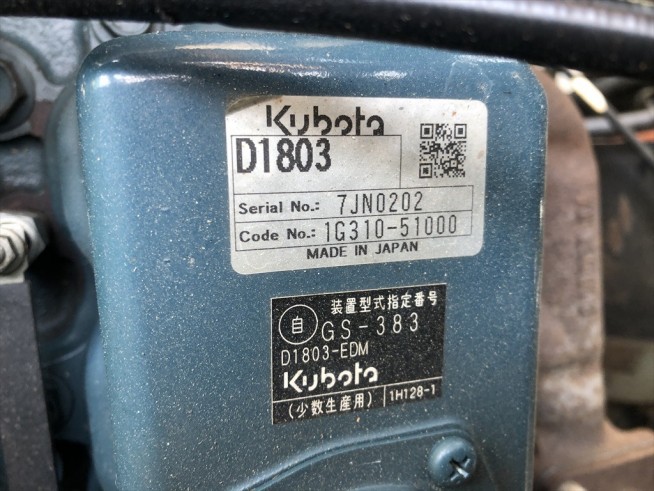 Kubota
D1803
Serial No.: 7JN0202
Code No.: 1G310-51000
MADE IN JAPAN
装置型式指定番号
自 GS-383
D1803-EDM
Kubota
(少数生産用) 1H128-1